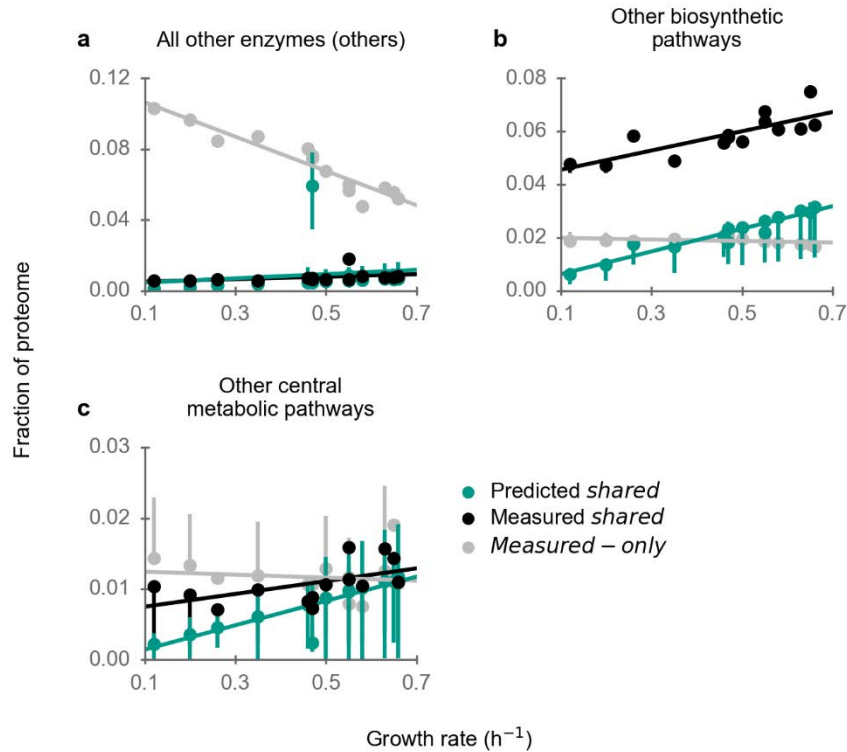 a All other enzymes (others)
0.12
0.08
0.04
0.00
0.1 0.3 0.5 0.7
b Other biosynthetic
pathways
0.08
0.06
0.04
0.02
0.00
0.1 0.3 0.5 0.7
Fraction of proteome
c Other central
metabolic pathways
0.03
0.02
0.01
0.00
0.1 0.3 0.5 0.7
Predicted shared
Measured shared
Measured – only
Growth rate (h⁻¹)